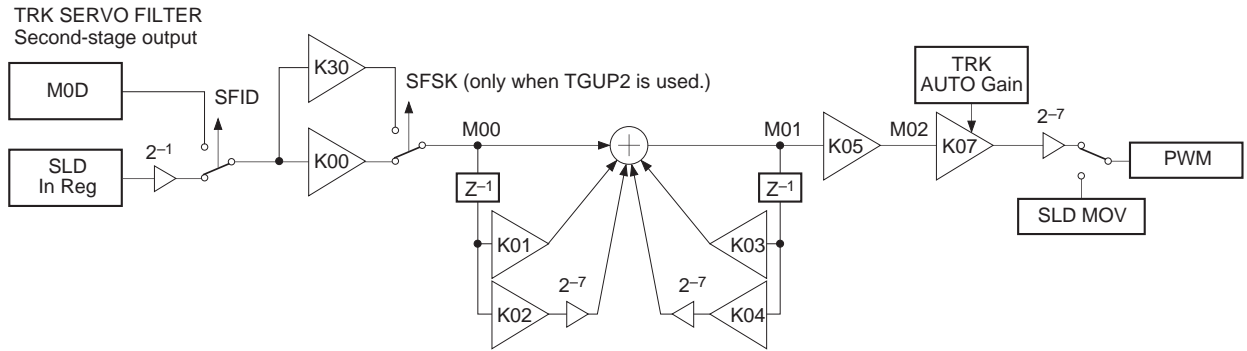 TRK SERVO FILTER
Second-stage output
M0D
SFID
SLD
In Reg
2–1
K30
K00
SFSK (only when TGUP2 is used.)
M00
Z–1
K01
K02
2–7
M01
Z–1
K03
K04
2–7
K05
M02
TRK
AUTO Gain
K07
2–7
PWM
SLD MOV